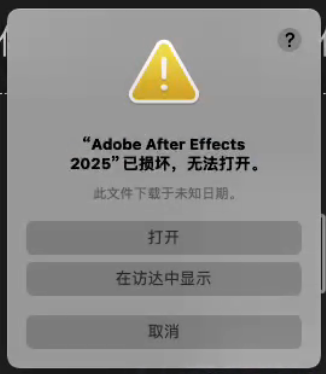 ?
“Adobe After Effects
2025”已损坏，无法打开。
此文件下载于未知日期。
打开
在访达中显示
取消